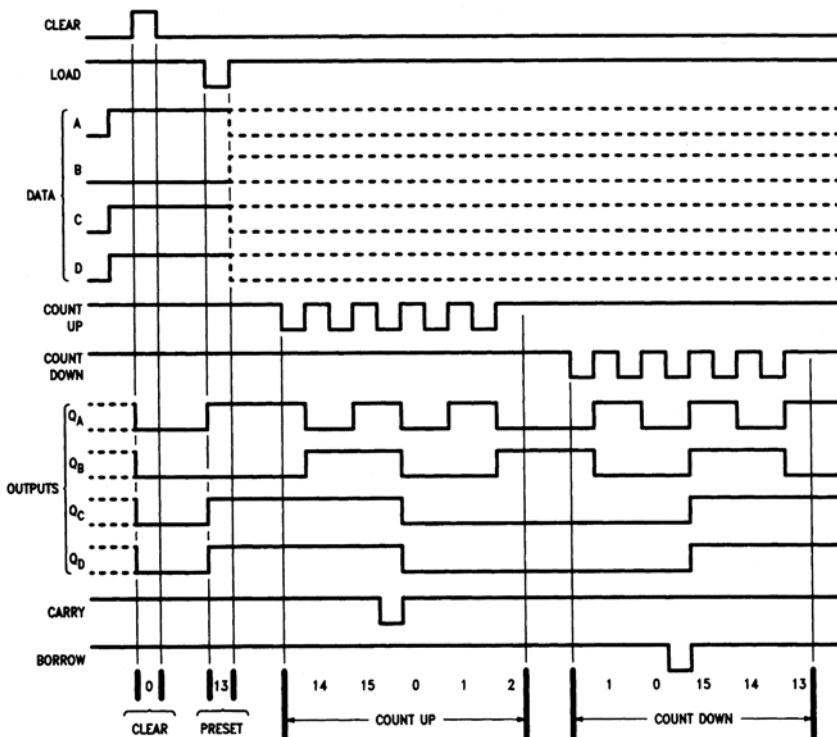 CLEAR
LOAD
A
B
DATA
C
D
COUNT
UP
COUNT
DOWN
QA
QB
OUTPUTS
QC
QD
CARRY
BORROW
0 13 14 15 0 1 2 1 0 15 14 13
CLEAR PRESET COUNT UP COUNT DOWN